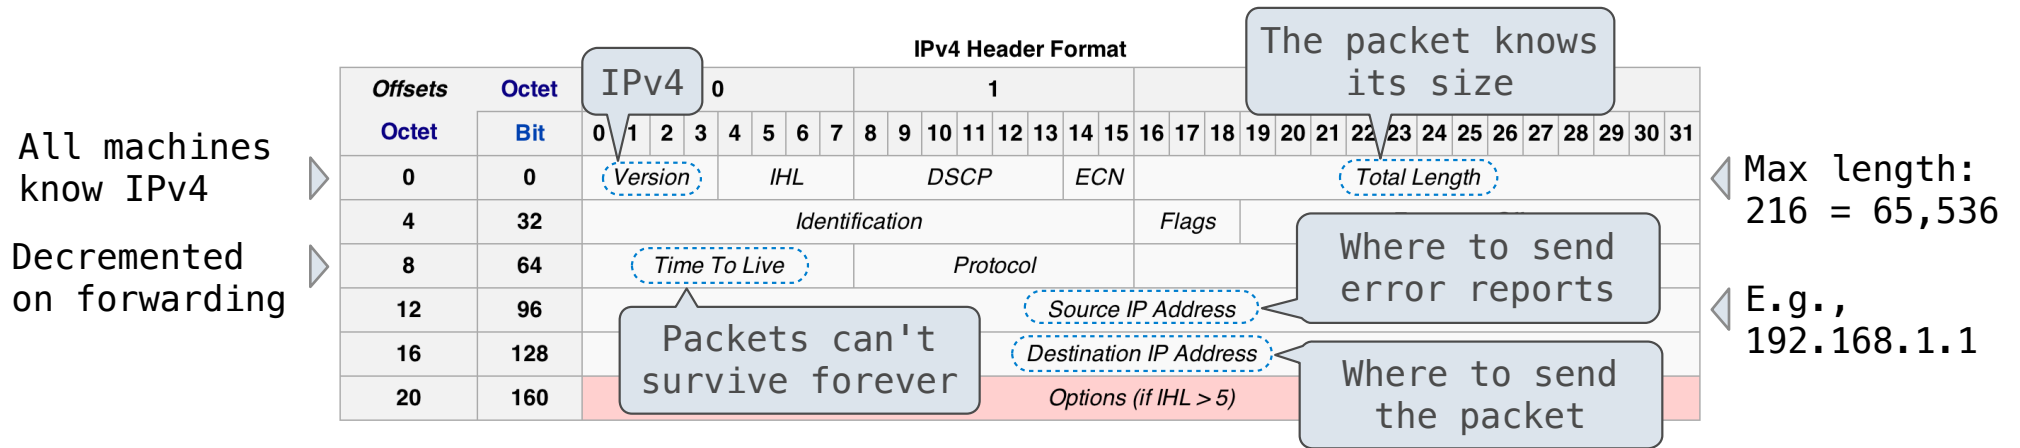 IPv4 Header Format
The packet knows
its size
IPv4
Offsets Octet 0 1
Octet Bit 0 1 2 3 4 5 6 7 8 9 10 11 12 13 14 15 16 17 18 19 20 21 22 23 24 25 26 27 28 29 30 31
All machines
know IPv4
0 0 Version IHL DSCP ECN Total Length
Max length:
216 = 65,536
4 32 Identification Flags
Decremented
on forwarding
8 64 Time To Live Protocol
Where to send
error reports
12 96 Source IP Address
E.g.,
192.168.1.1
Packets can't
survive forever
16 128 Destination IP Address
Where to send
the packet
20 160 Options (if IHL > 5)